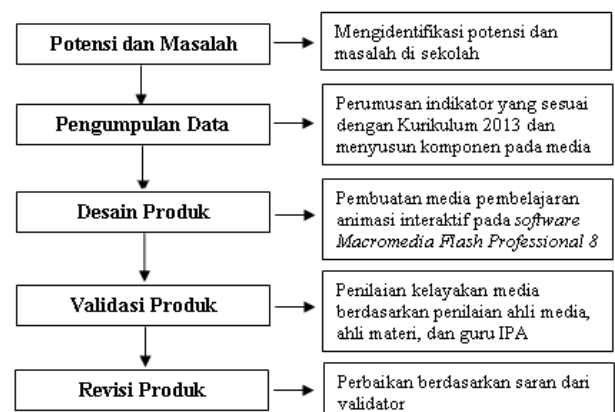 Potensi dan Masalah
Mengidentifikasi potensi dan
masalah di sekolah
Pengumpulan Data
Perumusan indikator yang sesuai
dengan Kurikulum 2013 dan
menyusun komponen pada media
Desain Produk
Pembuatan media pembelajaran
animasi interaktif pada software
Macromedia Flash Professional 8
Validasi Produk
Penilaian kelayakan media
berdasarkan penilaian ahli media,
ahli materi, dan guru IPA
Revisi Produk
Perbaikan berdasarkan saran dari
validator